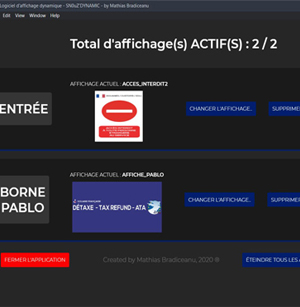 Logiciel d'affichage dynamique - SNbZ'DYNAMIC - by Mathias Bradiceanu
Edit View Window Help
Total d'affichage(s) ACTIF(S) : 2 / 2
AFFICHAGE ACTUEL : ACCES_INTERDIT2
ENTRÉE
CHANGER L'AFFICHAGE..
SUPPRIME
AFFICHAGE ACTUEL : AFFICHE_PABLO
BORNE
PABLO
DÉTAXE - TAX REFUND - ATA
CHANGER L'AFFICHAGE..
SUPPRIME
FERMER L'APPLICATION
Created by Mathias Bradiceanu, 2020 ®
ÉTEINDRE TOUS LES A